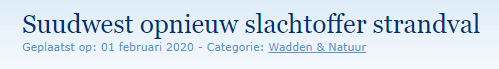 Suudwest opnieuw slachtoffer strandval
Geplaatst op: 01 februari 2020 - Categorie: Wadden & Natuur